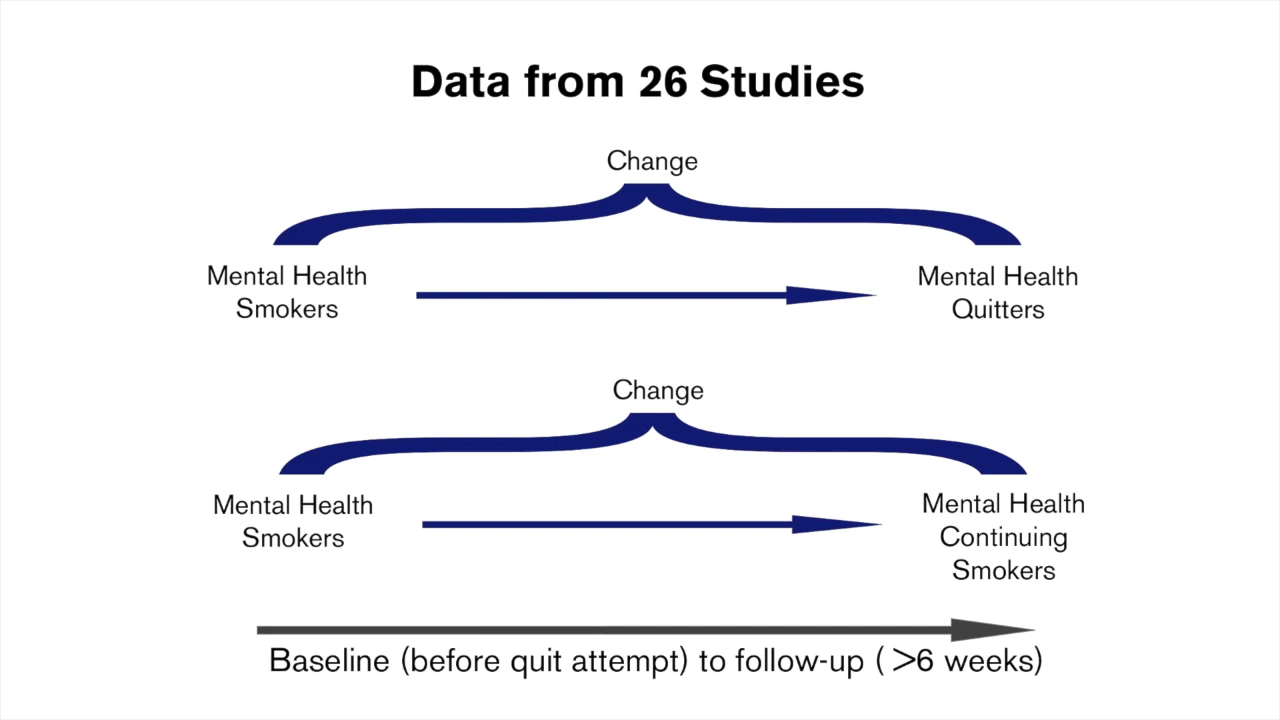 Data from 26 Studies
Change
Mental Health
Smokers
Mental Health
Quitters
Change
Mental Health
Smokers
Mental Health
Continuing
Smokers
Baseline (before quit attempt) to follow-up ( >6 weeks)